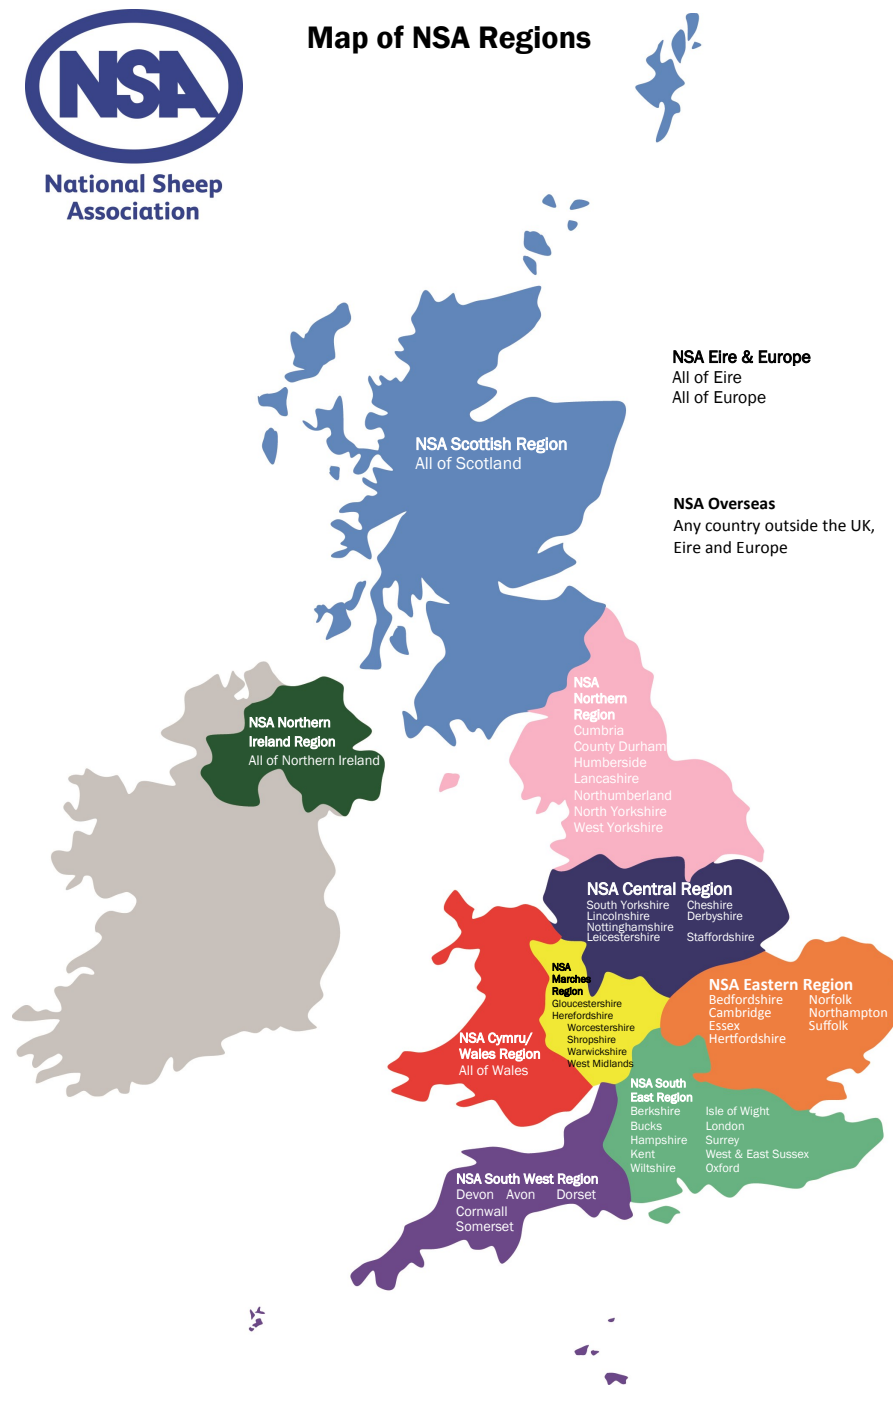 Map of NSA Regions
NSA
National Sheep
Association
NSA Eire & Europe
All of Eire
All of Europe
NSA Scottish Region
All of Scotland
NSA Overseas
Any country outside the UK,
Eire and Europe
NSA
Northern
Region
Cumbria
County Durham
Humberside
Lancashire
Northumberland
North Yorkshire
West Yorkshire
NSA Northern
Ireland Region
All of Northern Ireland
NSA Central Region
South Yorkshire Cheshire
Lincolnshire Derbyshire
Nottinghamshire
Leicestershire Staffordshire
NSA
Marches
Region
Gloucestershire
Herefordshire
Worcestershire
Shropshire
Warwickshire
West Midlands
NSA Eastern Region
Bedfordshire Norfolk
Cambridge Northampton
Essex Suffolk
Hertfordshire
NSA Cymru/
Wales Region
All of Wales
NSA South
East Region
Berkshire Isle of Wight
Bucks London
Hampshire Surrey
Kent West & East Sussex
Wiltshire Oxford
NSA South West Region
Devon Avon Dorset
Cornwall
Somerset